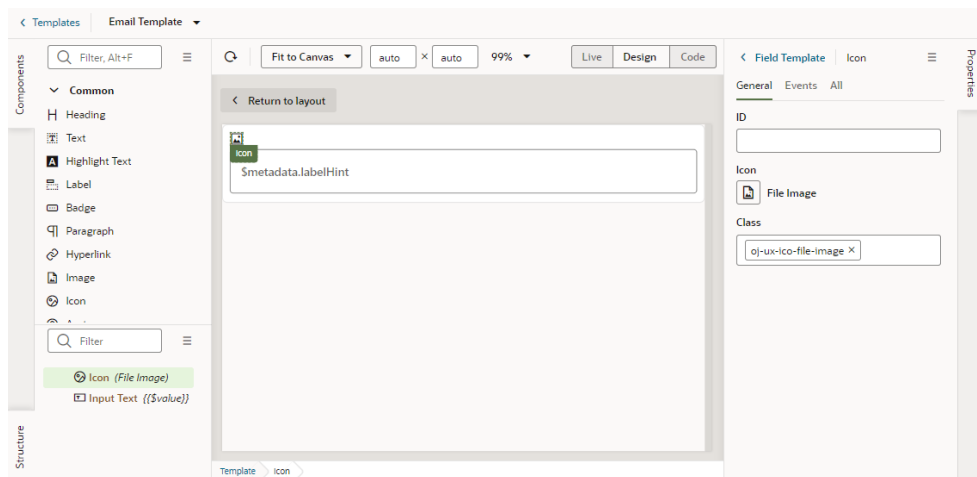 Templates
Email Template
Components
Filter, Alt+F
Common
Heading
Text
Highlight Text
Label
Badge
Paragraph
Hyperlink
Image
Icon
Filter
Icon (File Image)
Input Text {{$value}}
Structure
Fit to Canvas
auto × auto
99%
Live Design Code
Return to layout
Icon
$metadata.labelHint
Template Icon
Field Template Icon
General Events All
ID
Icon
File Image
Class
oj-ux-ico-file-image ×
Properties